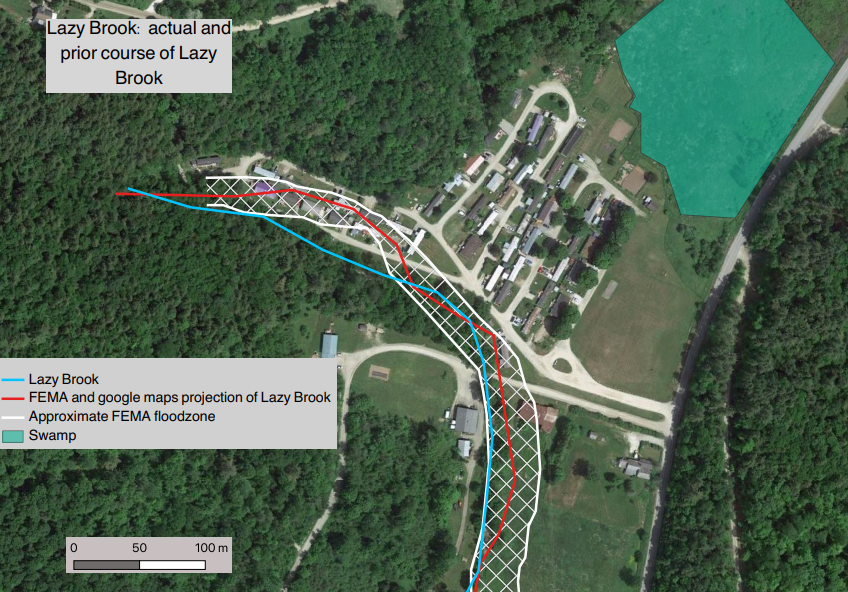 Lazy Brook: actual and
prior course of Lazy
Brook
Lazy Brook
FEMA and google maps projection of Lazy Brook
Approximate FEMA floodzone
Swamp
0 50 100 m